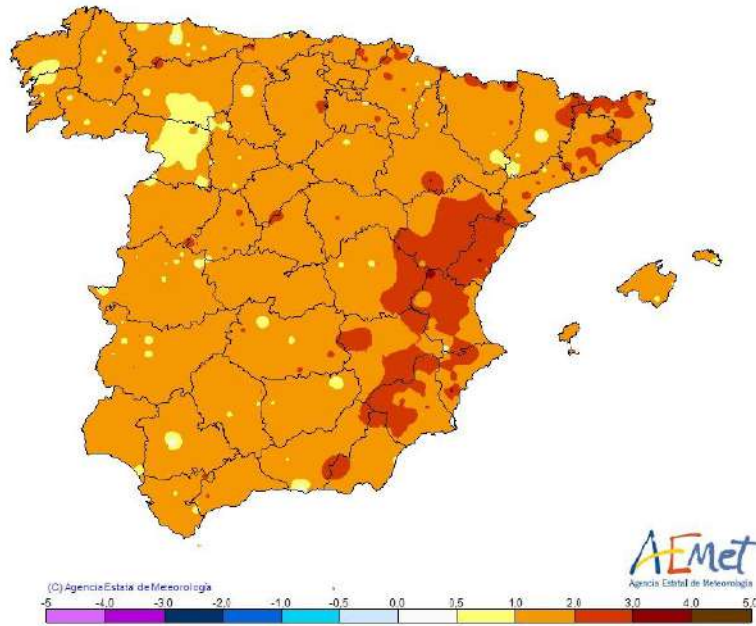 AEMet
Agencia Estatal de Meteorología
(C) Agencia Estatal de Meteorología
-5 -4.0 -3.0 -2.0 -1.0 -0.5 0.0 0.5 1.0 2.0 3.0 4.0 5.0